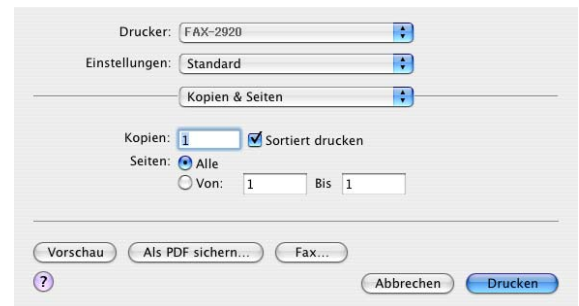 Drucker: FAX-2920
Einstellungen: Standard
Kopien & Seiten
Kopien: 1 Sortiert drucken
Seiten: Alle
Von: 1 Bis 1
Vorschau Als PDF sichern... Fax...
? Abbrechen Drucken